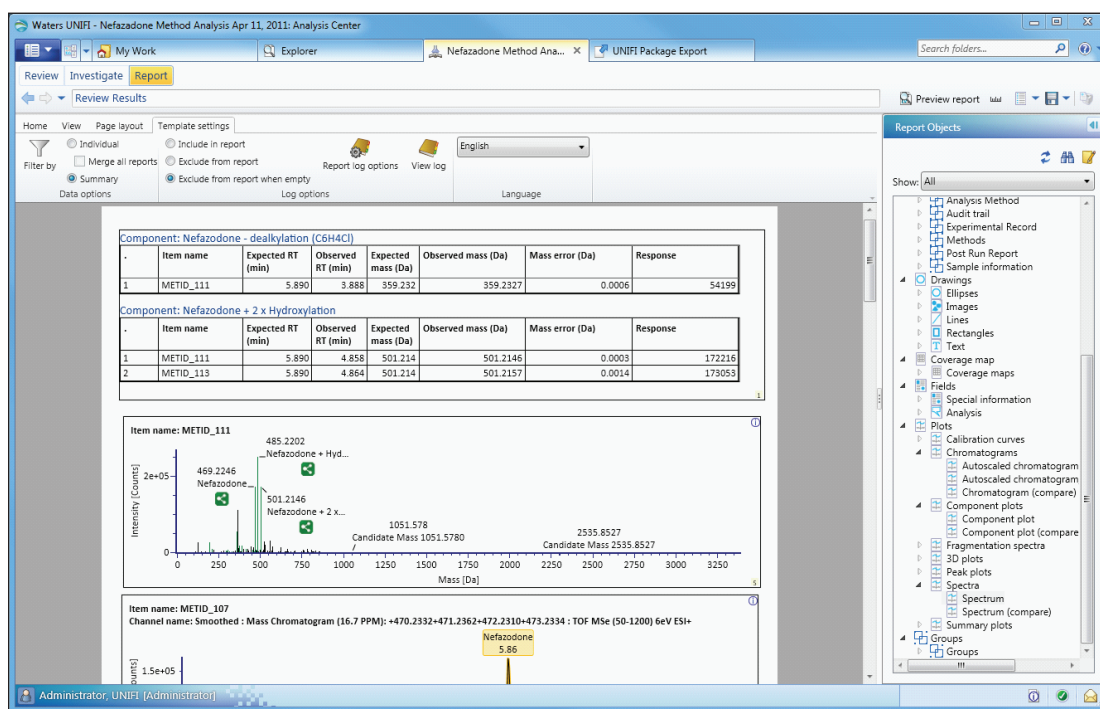 Waters UNIFI - Nefazadone Method Analysis Apr 11, 2011: Analysis Center
My Work
Explorer
Nefazadone Method Ana...
UNIFI Package Export
Search folders...
Review Investigate Report
Review Results
Preview report
Home View Page layout Template settings
Filter by
Individual
Merge all reports
Summary
Data options
Include in report
Exclude from report
Exclude from report when empty
Report log options
View log
Log options
English
Language
Component: Nefazodone - dealkylation (C6H4Cl)
. Item name Expected RT (min) Observed RT (min) Expected mass (Da) Observed mass (Da) Mass error (Da) Response
1 METID_111 5.890 3.888 359.232 359.2327 0.0006 54199
Component: Nefazodone + 2 x Hydroxylation
. Item name Expected RT (min) Observed RT (min) Expected mass (Da) Observed mass (Da) Mass error (Da) Response
1 METID_111 5.890 4.858 501.214 501.2146 0.0003 172216
2 METID_113 5.890 4.864 501.214 501.2157 0.0014 173053
1
Item name: METID_111
485.2202
Nefazodone + Hyd...
469.2246
Nefazodone...
501.2146
Nefazodone + 2 x...
1051.578
Candidate Mass 1051.5780
2535.8527
Candidate Mass 2535.8527
Intensity [Counts]
2e+05
0
0 250 500 750 1000 1250 1500 1750 2000 2250 2500 2750 3000 3250
Mass [Da]
5
Item name: METID_107
Channel name: Smoothed : Mass Chromatogram (16.7 PPM): +470.2332+471.2362+472.2310+473.2334 : TOF MSe (50-1200) 6eV ESI+
Nefazodone
5.86
1.5e+05
Report Objects
Show: All
Analysis Method
Audit trail
Experimental Record
Methods
Post Run Report
Sample information
Drawings
Ellipses
Images
Lines
Rectangles
Text
Coverage map
Coverage maps
Fields
Special information
Analysis
Plots
Calibration curves
Chromatograms
Autoscaled chromatogram
Autoscaled chromatogram
Chromatogram (compare)
Component plots
Component plot
Component plot (compare
Fragmentation spectra
3D plots
Peak plots
Spectra
Spectrum
Spectrum (compare)
Summary plots
Groups
Groups
Administrator, UNIFI [Administrator]